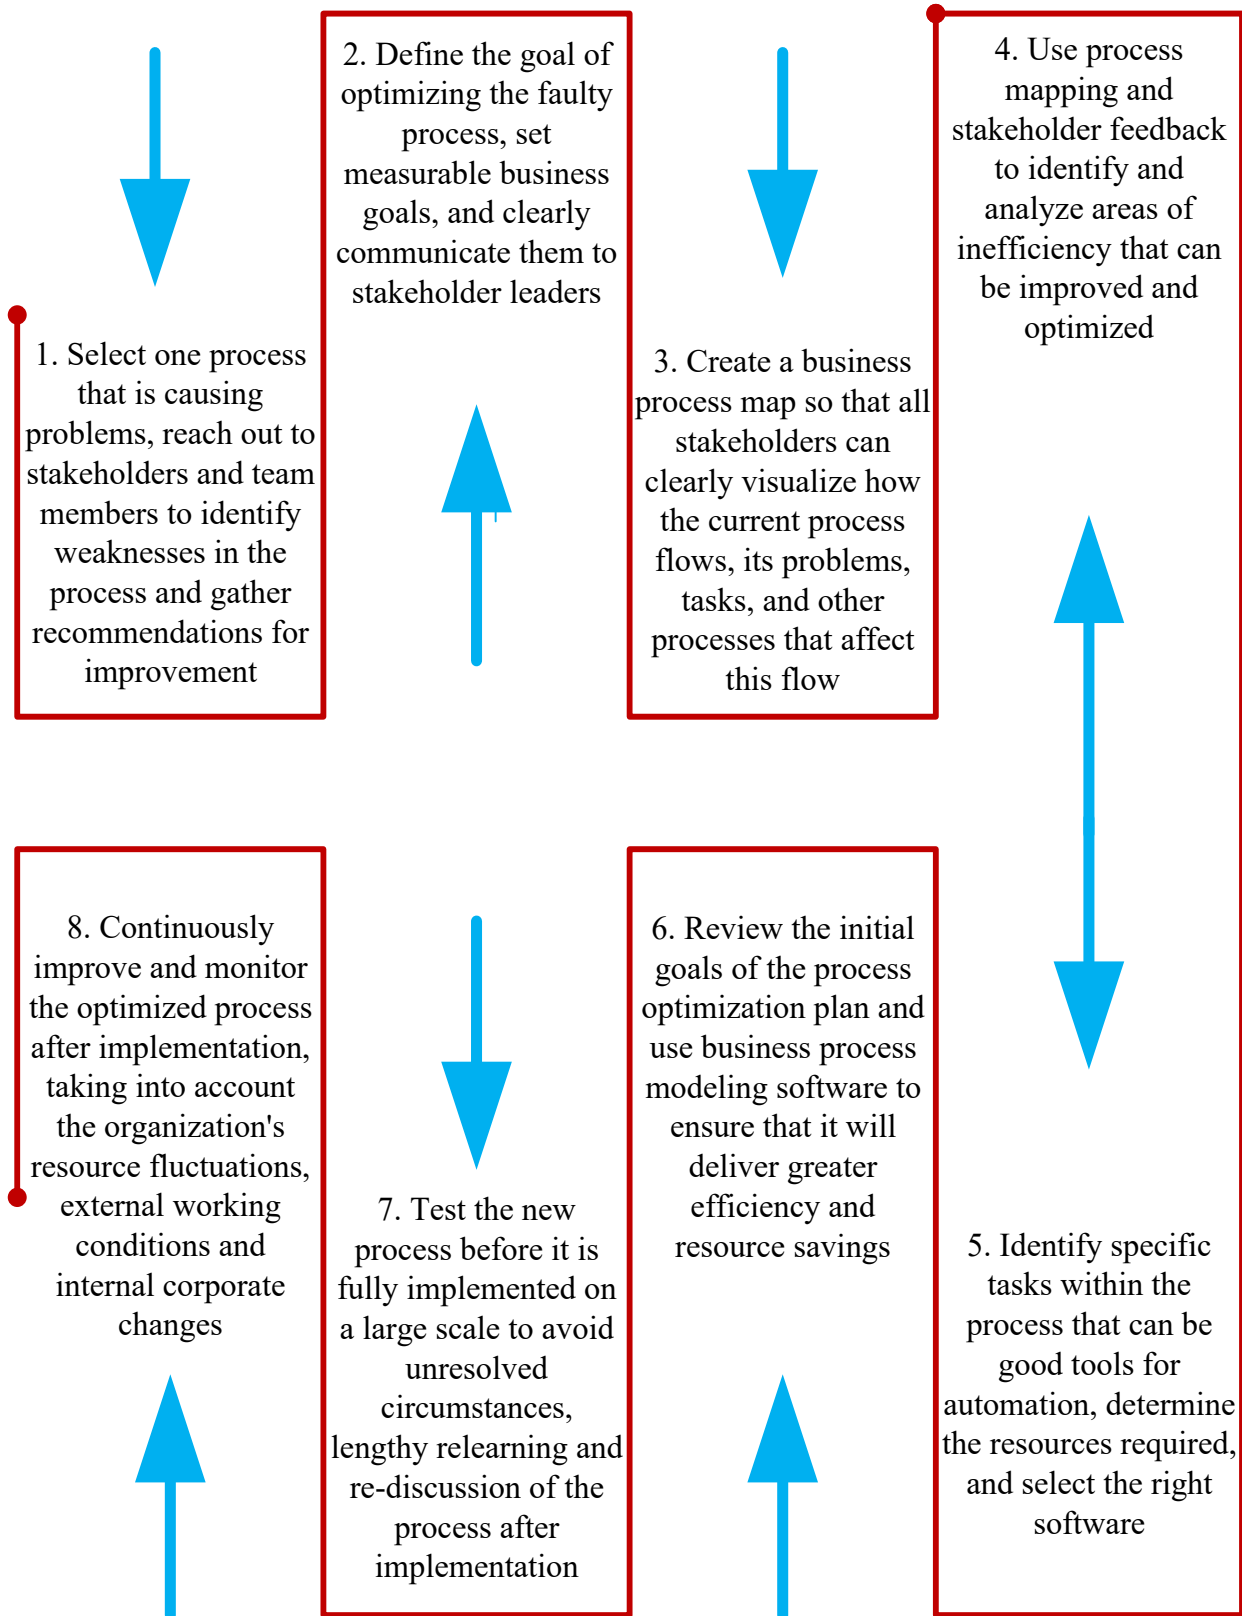 1. Select one process
that is causing
problems, reach out to
stakeholders and team
members to identify
weaknesses in the
process and gather
recommendations for
improvement
2. Define the goal of
optimizing the faulty
process, set
measurable business
goals, and clearly
communicate them to
stakeholder leaders
3. Create a business
process map so that all
stakeholders can
clearly visualize how
the current process
flows, its problems,
tasks, and other
processes that affect
this flow
4. Use process
mapping and
stakeholder feedback
to identify and
analyze areas of
inefficiency that can
be improved and
optimized
5. Identify specific
tasks within the
process that can be
good tools for
automation, determine
the resources required,
and select the right
software
6. Review the initial
goals of the process
optimization plan and
use business process
modeling software to
ensure that it will
deliver greater
efficiency and
resource savings
7. Test the new
process before it is
fully implemented on
a large scale to avoid
unresolved
circumstances,
lengthy relearning and
re-discussion of the
process after
implementation
8. Continuously
improve and monitor
the optimized process
after implementation,
taking into account
the organization's
resource fluctuations,
external working
conditions and
internal corporate
changes